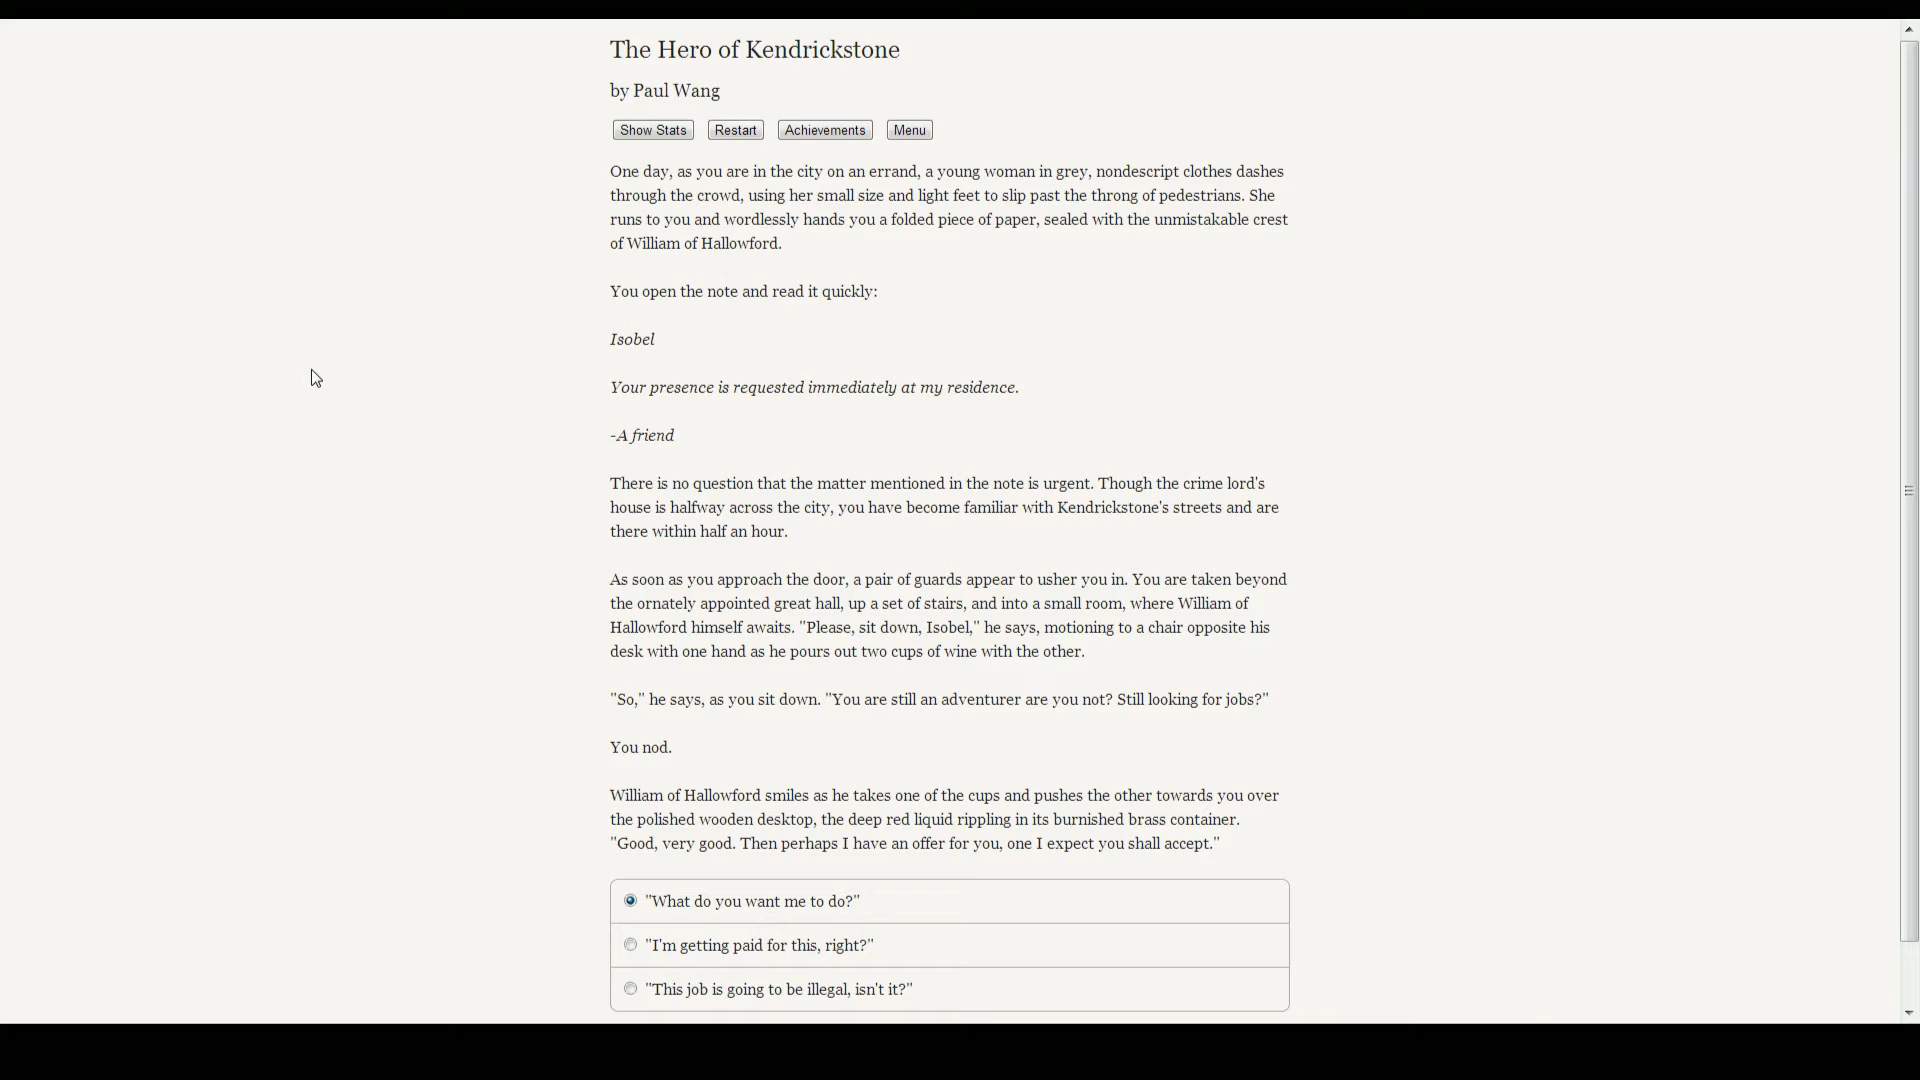 The Hero of Kendrickstone
by Paul Wang
Show Stats Restart Achievements Menu
One day, as you are in the city on an errand, a young woman in grey, nondescript clothes dashes
through the crowd, using her small size and light feet to slip past the throng of pedestrians. She
runs to you and wordlessly hands you a folded piece of paper, sealed with the unmistakable crest
of William of Hallowford.
You open the note and read it quickly:
Isobel
Your presence is requested immediately at my residence.
-A friend
There is no question that the matter mentioned in the note is urgent. Though the crime lord's
house is halfway across the city, you have become familiar with Kendrickstone's streets and are
there within half an hour.
As soon as you approach the door, a pair of guards appear to usher you in. You are taken beyond
the ornately appointed great hall, up a set of stairs, and into a small room, where William of
Hallowford himself awaits. "Please, sit down, Isobel," he says, motioning to a chair opposite his
desk with one hand as he pours out two cups of wine with the other.
"So," he says, as you sit down. "You are still an adventurer are you not? Still looking for jobs?"
You nod.
William of Hallowford smiles as he takes one of the cups and pushes the other towards you over
the polished wooden desktop, the deep red liquid rippling in its burnished brass container.
"Good, very good. Then perhaps I have an offer for you, one I expect you shall accept."
"What do you want me to do?"
"I'm getting paid for this, right?"
"This job is going to be illegal, isn't it?"